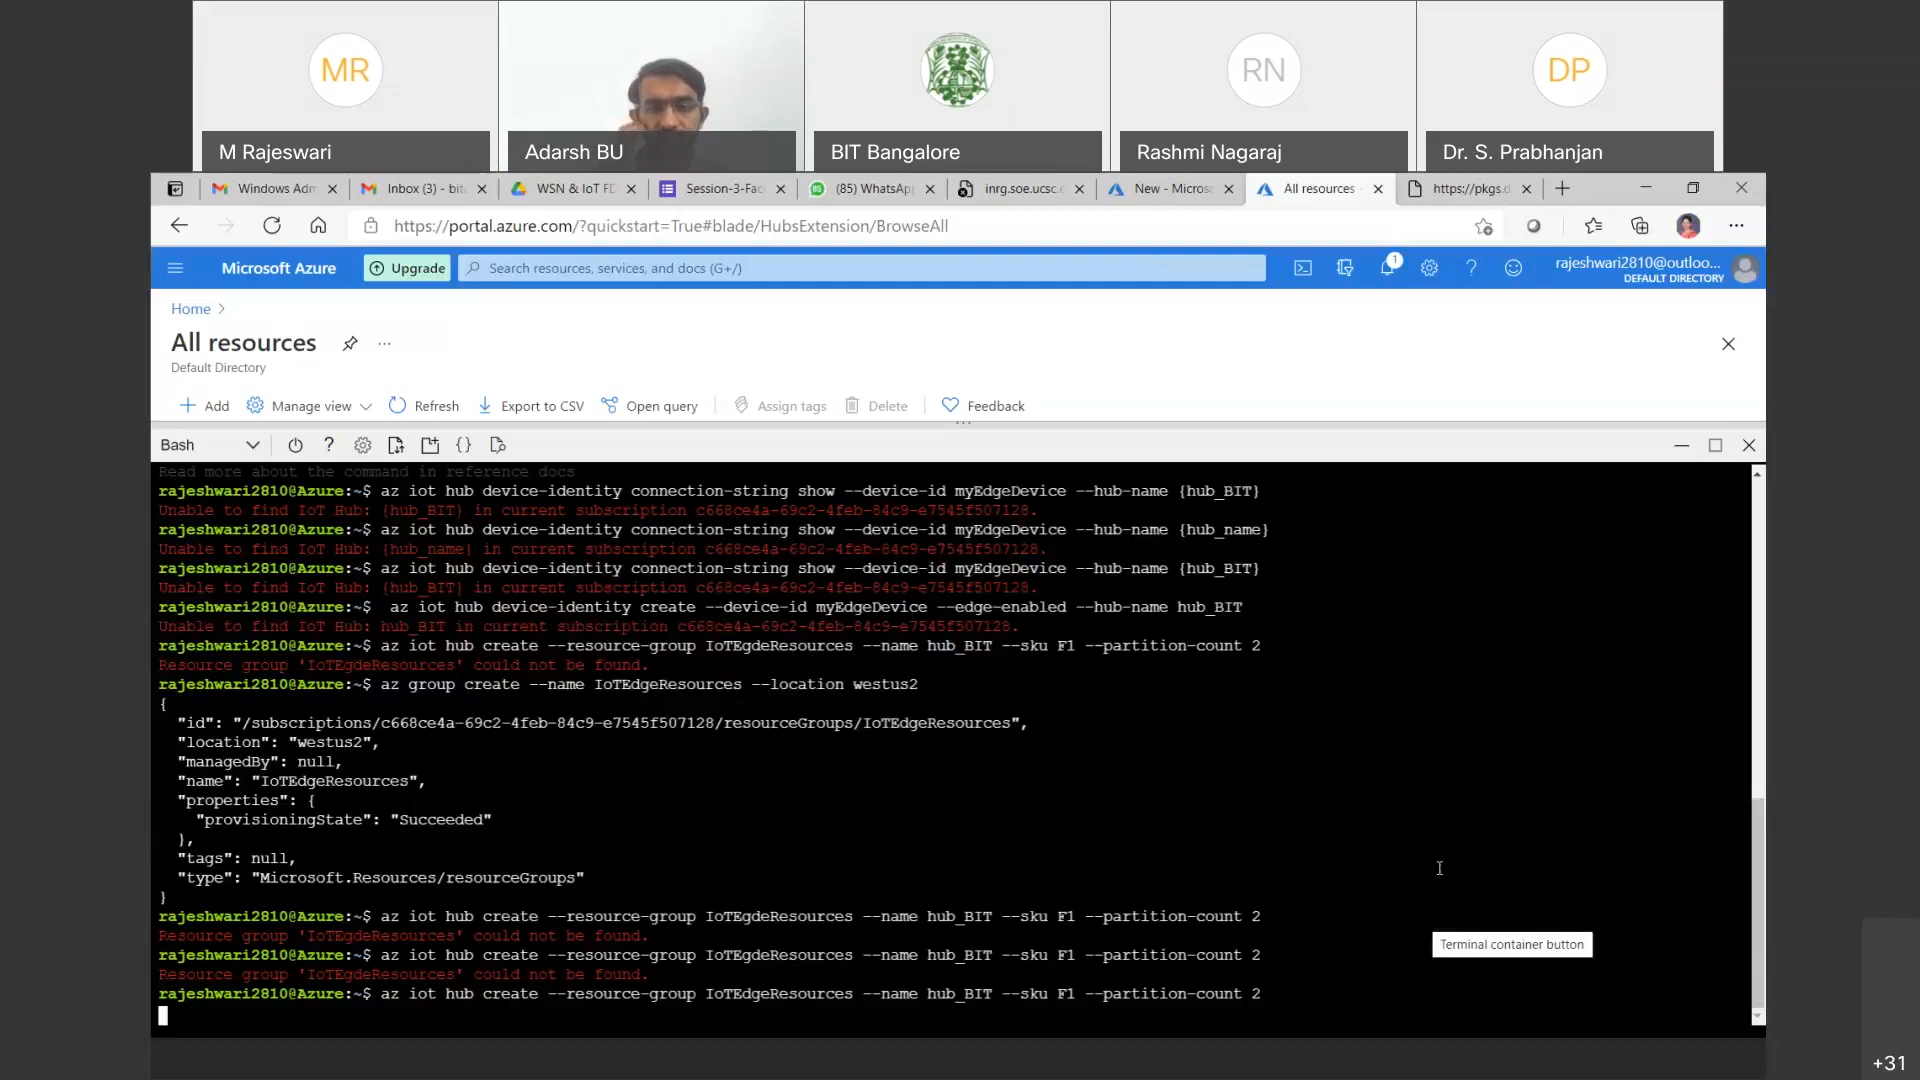 MR
RN
DP
M Rajeswari
Adarsh BU
BIT Bangalore
Rashmi Nagaraj
Dr. S. Prabhanjan
Windows Adm
Inbox (3) - bit
WSN & IoT FD
Session-3-Fac
(85) WhatsApp
inrg.soe.ucsc.e
New - Microso
All resources -
https://pkgs.d
https://portal.azure.com/?quickstart=True#blade/HubsExtension/BrowseAll
Microsoft Azure
Upgrade
Search resources, services, and docs (G+/)
1
rajeshwari2810@outloo...
DEFAULT DIRECTORY
Home >
All resources
Default Directory
Add
Manage view
Refresh
Export to CSV
Open query
Assign tags
Delete
Feedback
Bash
Read more about the command in reference docs
rajeshwari2810@Azure:~$ az iot hub device-identity connection-string show --device-id myEdgeDevice --hub-name {hub_BIT}
Unable to find IoT Hub: {hub_BIT} in current subscription c668ce4a-69c2-4feb-84c9-e7545f507128.
rajeshwari2810@Azure:~$ az iot hub device-identity connection-string show --device-id myEdgeDevice --hub-name {hub_name}
Unable to find IoT Hub: {hub_name} in current subscription c668ce4a-69c2-4feb-84c9-e7545f507128.
rajeshwari2810@Azure:~$ az iot hub device-identity connection-string show --device-id myEdgeDevice --hub-name {hub_BIT}
Unable to find IoT Hub: {hub_BIT} in current subscription c668ce4a-69c2-4feb-84c9-e7545f507128.
rajeshwari2810@Azure:~$  az iot hub device-identity create --device-id myEdgeDevice --edge-enabled --hub-name hub_BIT
Unable to find IoT Hub: hub_BIT in current subscription c668ce4a-69c2-4feb-84c9-e7545f507128.
rajeshwari2810@Azure:~$ az iot hub create --resource-group IoTEgdeResources --name hub_BIT --sku F1 --partition-count 2
Resource group 'IoTEgdeResources' could not be found.
rajeshwari2810@Azure:~$ az group create --name IoTEdgeResources --location westus2
{
"id": "/subscriptions/c668ce4a-69c2-4feb-84c9-e7545f507128/resourceGroups/IoTEdgeResources",
"location": "westus2",
"managedBy": null,
"name": "IoTEdgeResources",
"properties": {
"provisioningState": "Succeeded"
},
"tags": null,
"type": "Microsoft.Resources/resourceGroups"
}
rajeshwari2810@Azure:~$ az iot hub create --resource-group IoTEgdeResources --name hub_BIT --sku F1 --partition-count 2
Resource group 'IoTEgdeResources' could not be found.
rajeshwari2810@Azure:~$ az iot hub create --resource-group IoTEgdeResources --name hub_BIT --sku F1 --partition-count 2
Resource group 'IoTEgdeResources' could not be found.
rajeshwari2810@Azure:~$ az iot hub create --resource-group IoTEdgeResources --name hub_BIT --sku F1 --partition-count 2
Terminal container button
+31